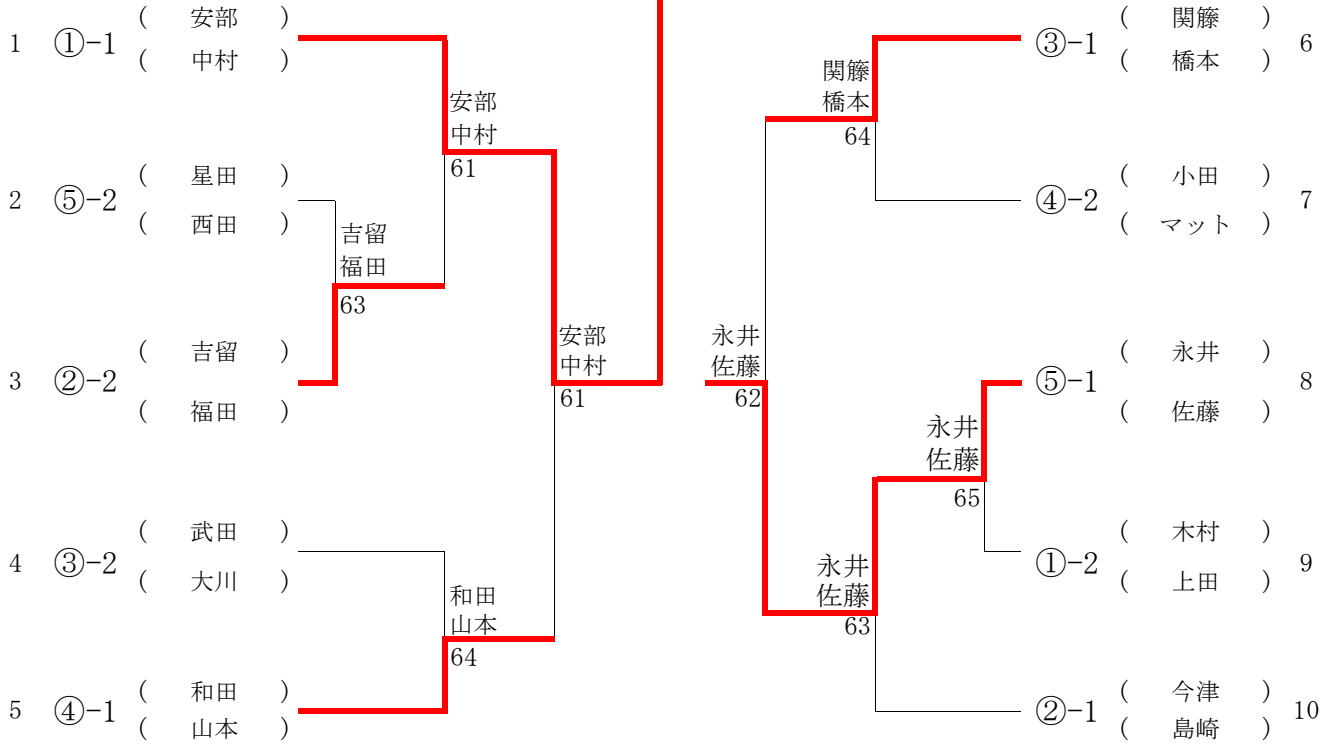 1 ①-1 ( 安部 )
( 中村 )
安部
中村
61
2 ⑤-2 ( 星田 )
( 西田 )
吉留
福田
63
3 ②-2 ( 吉留 )
( 福田 )
安部
中村
61
4 ③-2 ( 武田 )
( 大川 )
和田
山本
64
5 ④-1 ( 和田 )
( 山本 )
③-1 ( 関籐 ) 6
( 橋本 )
関籐
橋本
64
④-2 ( 小田 ) 7
( マット )
永井
佐藤
62
⑤-1 ( 永井 ) 8
( 佐藤 )
永井
佐藤
65
①-2 ( 木村 ) 9
( 上田 )
永井
佐藤
63
②-1 ( 今津 ) 10
( 島崎 )